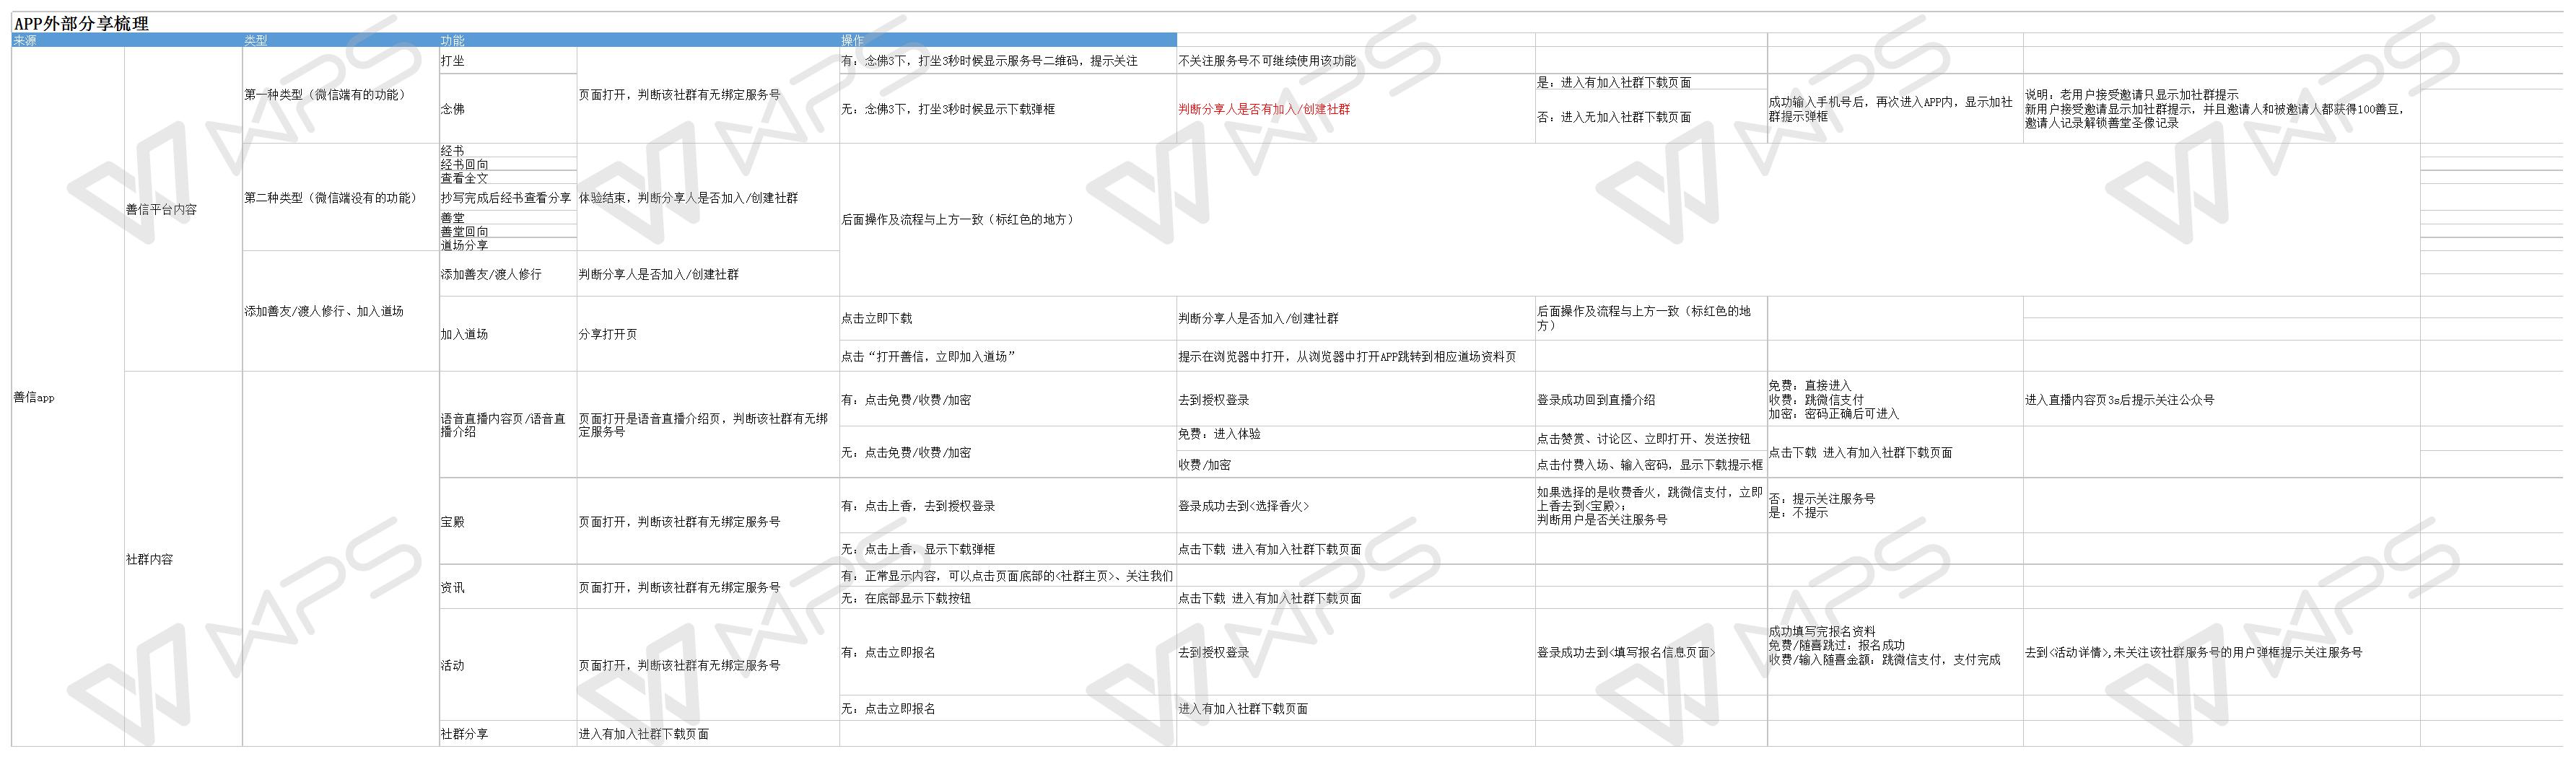 APP外部分享梳理
来源 类型 功能 操作
善信app
善信平台内容
第一种类型（微信端有的功能）
打坐
念佛
页面打开，判断该社群有无绑定服务号
有：念佛3下，打坐3秒时候显示服务号二维码，提示关注
不关注服务号不可继续使用该功能
无：念佛3下，打坐3秒时候显示下载弹框
判断分享人是否有加入/创建社群
是：进入有加入社群下载页面
否：进入无加入社群下载页面
成功输入手机号后，再次进入APP内，显示加社
群提示弹框
说明：老用户接受邀请只显示加社群提示
新用户接受邀请显示加社群提示，并且邀请人和被邀请人都获得100善豆，
邀请人记录解锁善堂圣像记录
第二种类型（微信端没有的功能）
经书
经书回向
查看全文
抄写完成后经书查看分享
善堂
善堂回向
道场分享
体验结束，判断分享人是否加入/创建社群
后面操作及流程与上方一致（标红色的地方）
添加善友/渡人修行、加入道场
添加善友/渡人修行
判断分享人是否加入/创建社群
加入道场
分享打开页
点击立即下载
判断分享人是否加入/创建社群
后面操作及流程与上方一致（标红色的地
方）
点击“打开善信，立即加入道场”
提示在浏览器中打开，从浏览器中打开APP跳转到相应道场资料页
社群内容
语音直播内容页/语音直
播介绍
页面打开是语音直播介绍页，判断该社群有无绑
定服务号
有：点击免费/收费/加密
去到授权登录
登录成功回到直播介绍
免费：直接进入
收费：跳微信支付
加密：密码正确后可进入
进入直播内容页3s后提示关注公众号
无：点击免费/收费/加密
免费：进入体验
点击赞赏、讨论区、立即打开、发送按钮
收费/加密
点击付费入场、输入密码，显示下载提示框
点击下载 进入有加入社群下载页面
宝殿
页面打开，判断该社群有无绑定服务号
有：点击上香，去到授权登录
登录成功去到<选择香火>
如果选择的是收费香火，跳微信支付，立即
上香去到<宝殿>；
判断用户是否关注服务号
否：提示关注服务号
是：不提示
无：点击上香，显示下载弹框
点击下载 进入有加入社群下载页面
资讯
页面打开，判断该社群有无绑定服务号
有：正常显示内容，可以点击页面底部的<社群主页>、关注我们
无：在底部显示下载按钮
点击下载 进入有加入社群下载页面
活动
页面打开，判断该社群有无绑定服务号
有：点击立即报名
去到授权登录
登录成功去到<填写报名信息页面>
成功填写完报名资料
免费/随喜跳过：报名成功
收费/输入随喜金额：跳微信支付，支付完成
去到<活动详情>,未关注该社群服务号的用户弹框提示关注服务号
无：点击立即报名
进入有加入社群下载页面
社群分享
进入有加入社群下载页面